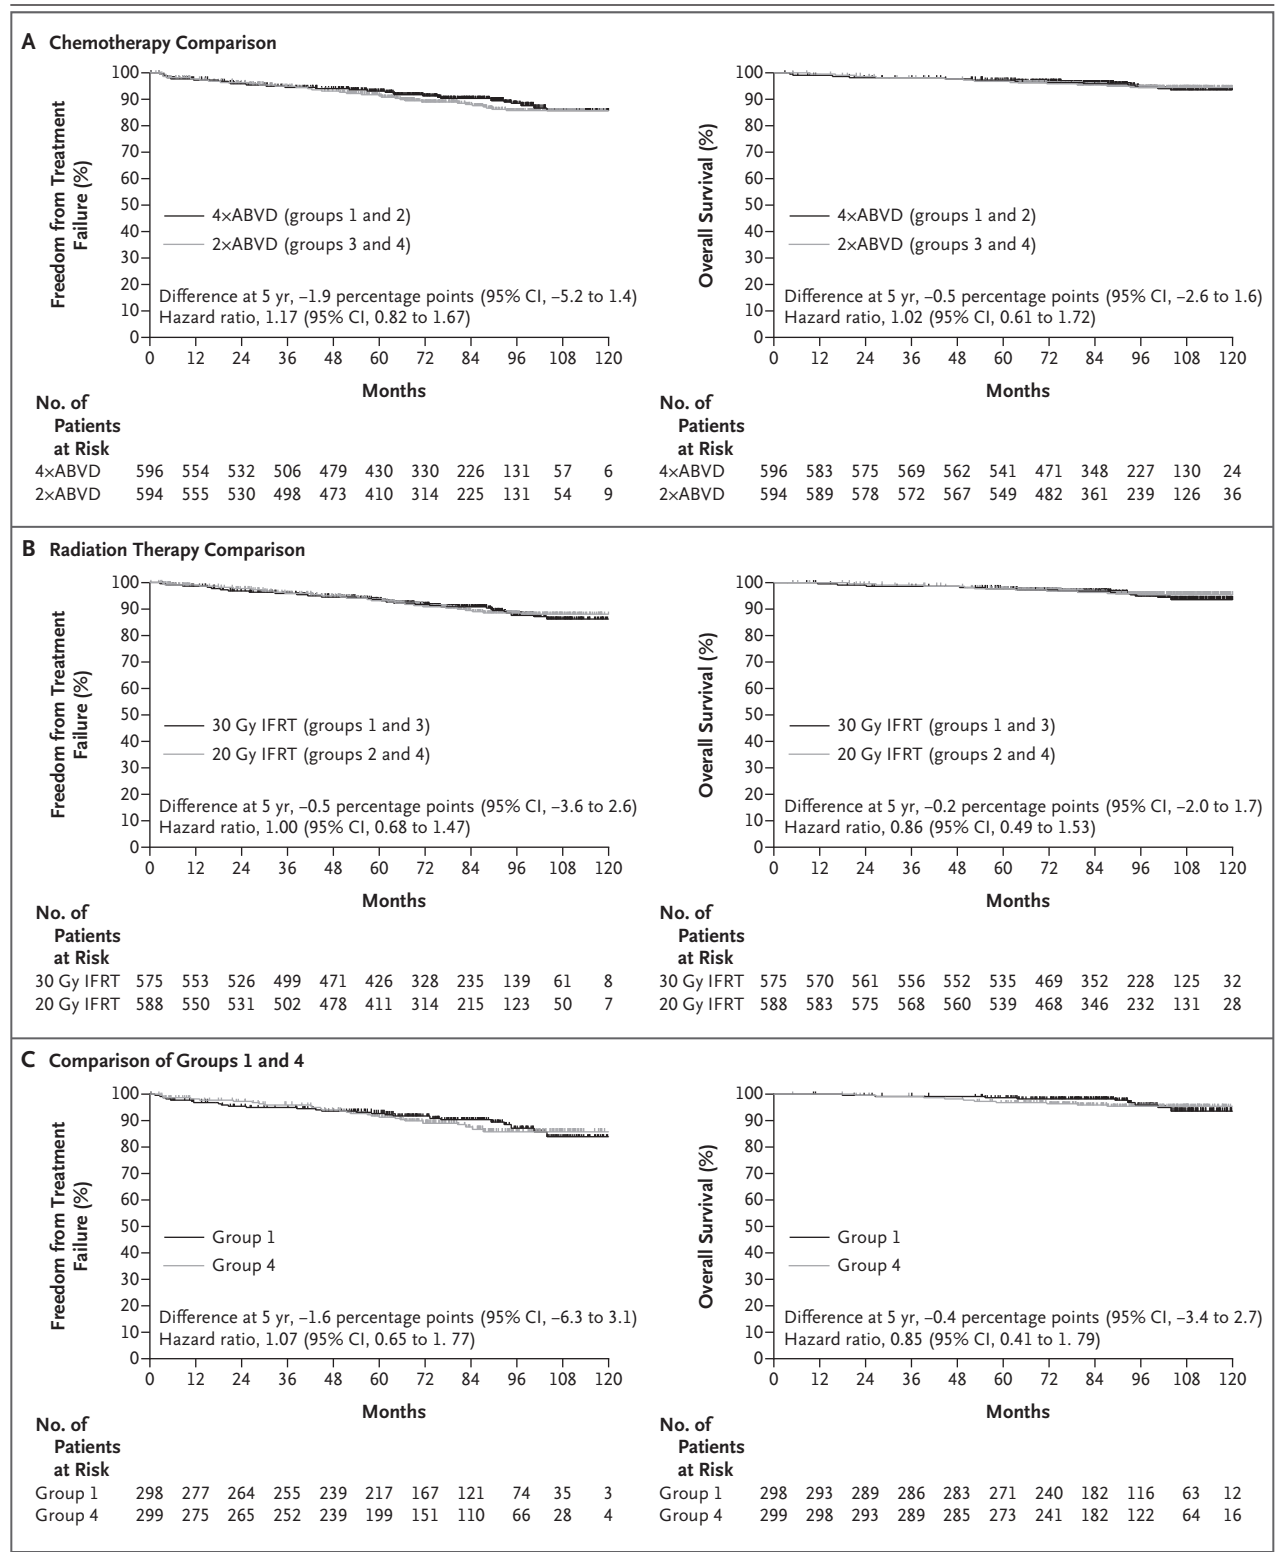 A Chemotherapy Comparison
Freedom from Treatment
Failure (%)
100
90
80
70
60
50
40
30
20
10
0
4×ABVD (groups 1 and 2)
2×ABVD (groups 3 and 4)
Difference at 5 yr, –1.9 percentage points (95% CI, –5.2 to 1.4)
Hazard ratio, 1.17 (95% CI, 0.82 to 1.67)
0 12 24 36 48 60 72 84 96 108 120
Months
No. of
Patients
at Risk
4×ABVD 596 554 532 506 479 430 330 226 131 57 6
2×ABVD 594 555 530 498 473 410 314 225 131 54 9
Overall Survival (%)
100
90
80
70
60
50
40
30
20
10
0
4×ABVD (groups 1 and 2)
2×ABVD (groups 3 and 4)
Difference at 5 yr, –0.5 percentage points (95% CI, –2.6 to 1.6)
Hazard ratio, 1.02 (95% CI, 0.61 to 1.72)
0 12 24 36 48 60 72 84 96 108 120
Months
No. of
Patients
at Risk
4×ABVD 596 583 575 569 562 541 471 348 227 130 24
2×ABVD 594 589 578 572 567 549 482 361 239 126 36
B Radiation Therapy Comparison
Freedom from Treatment
Failure (%)
100
90
80
70
60
50
40
30
20
10
0
30 Gy IFRT (groups 1 and 3)
20 Gy IFRT (groups 2 and 4)
Difference at 5 yr, –0.5 percentage points (95% CI, –3.6 to 2.6)
Hazard ratio, 1.00 (95% CI, 0.68 to 1.47)
0 12 24 36 48 60 72 84 96 108 120
Months
No. of
Patients
at Risk
30 Gy IFRT 575 553 526 499 471 426 328 235 139 61 8
20 Gy IFRT 588 550 531 502 478 411 314 215 123 50 7
Overall Survival (%)
100
90
80
70
60
50
40
30
20
10
0
30 Gy IFRT (groups 1 and 3)
20 Gy IFRT (groups 2 and 4)
Difference at 5 yr, –0.2 percentage points (95% CI, –2.0 to 1.7)
Hazard ratio, 0.86 (95% CI, 0.49 to 1.53)
0 12 24 36 48 60 72 84 96 108 120
Months
No. of
Patients
at Risk
30 Gy IFRT 575 570 561 556 552 535 469 352 228 125 32
20 Gy IFRT 588 583 575 568 560 539 468 346 232 131 28
C Comparison of Groups 1 and 4
Freedom from Treatment
Failure (%)
100
90
80
70
60
50
40
30
20
10
0
Group 1
Group 4
Difference at 5 yr, –1.6 percentage points (95% CI, –6.3 to 3.1)
Hazard ratio, 1.07 (95% CI, 0.65 to 1. 77)
0 12 24 36 48 60 72 84 96 108 120
Months
No. of
Patients
at Risk
Group 1 298 277 264 255 239 217 167 121 74 35 3
Group 4 299 275 265 252 239 199 151 110 66 28 4
Overall Survival (%)
100
90
80
70
60
50
40
30
20
10
0
Group 1
Group 4
Difference at 5 yr, –0.4 percentage points (95% CI, –3.4 to 2.7)
Hazard ratio, 0.85 (95% CI, 0.41 to 1. 79)
0 12 24 36 48 60 72 84 96 108 120
Months
No. of
Patients
at Risk
Group 1 298 293 289 286 283 271 240 182 116 63 12
Group 4 299 298 293 289 285 273 241 182 122 64 16